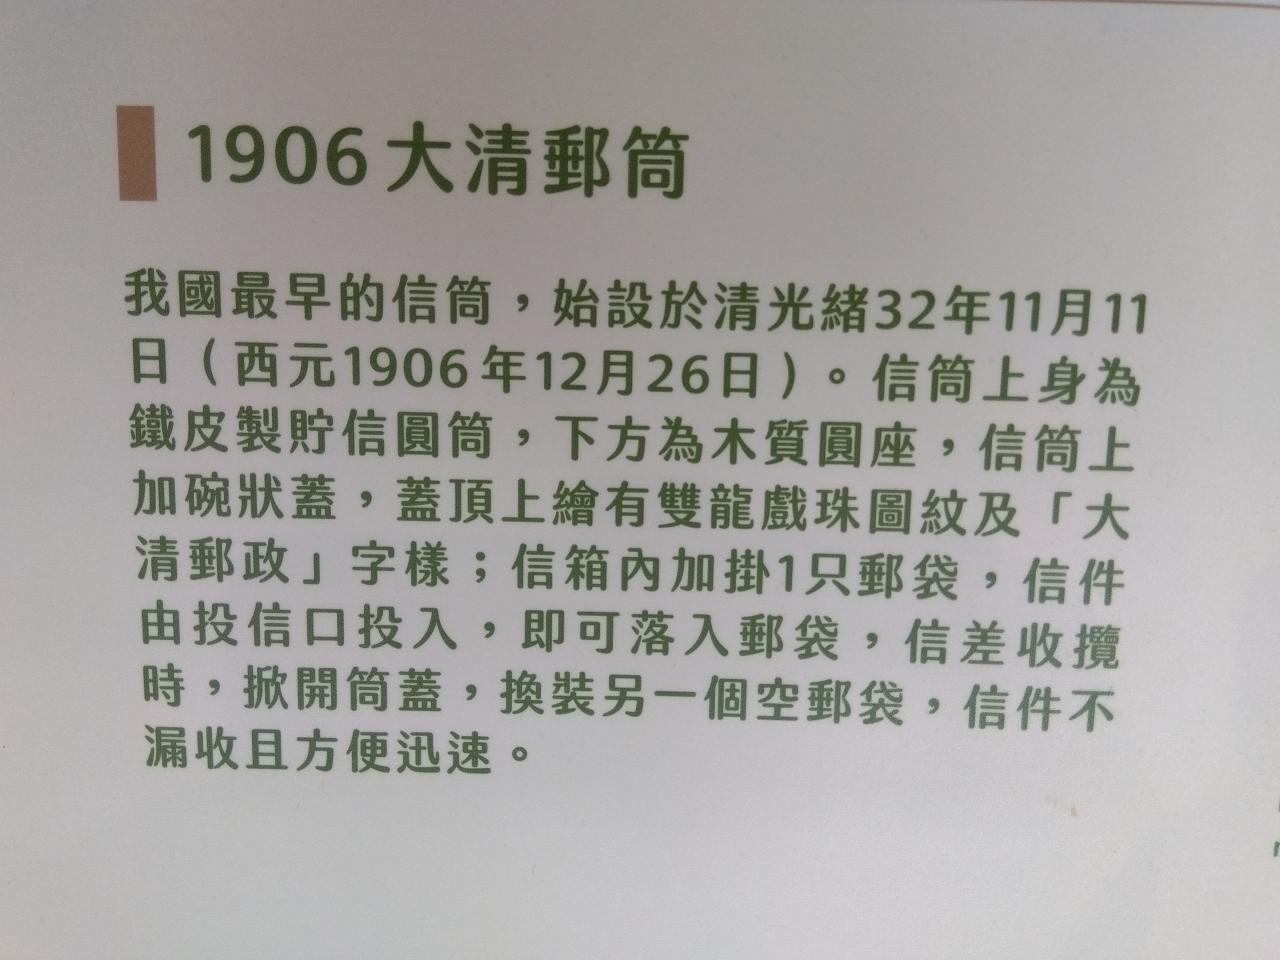 1906大清郵筒
我國最早的信筒，始設於清光緒32年11月11
日（西元1906年12月26日）。信筒上身為
鐵皮製貯信圓筒，下方為木質圓座，信筒上
加碗狀蓋，蓋頂上繪有雙龍戲珠圖紋及「大
清郵政」字樣；信箱內加掛1只郵袋，信件
由投信口投入，即可落入郵袋，信差收攬
時，掀開筒蓋，換裝另一個空郵袋，信件不
漏收且方便迅速。